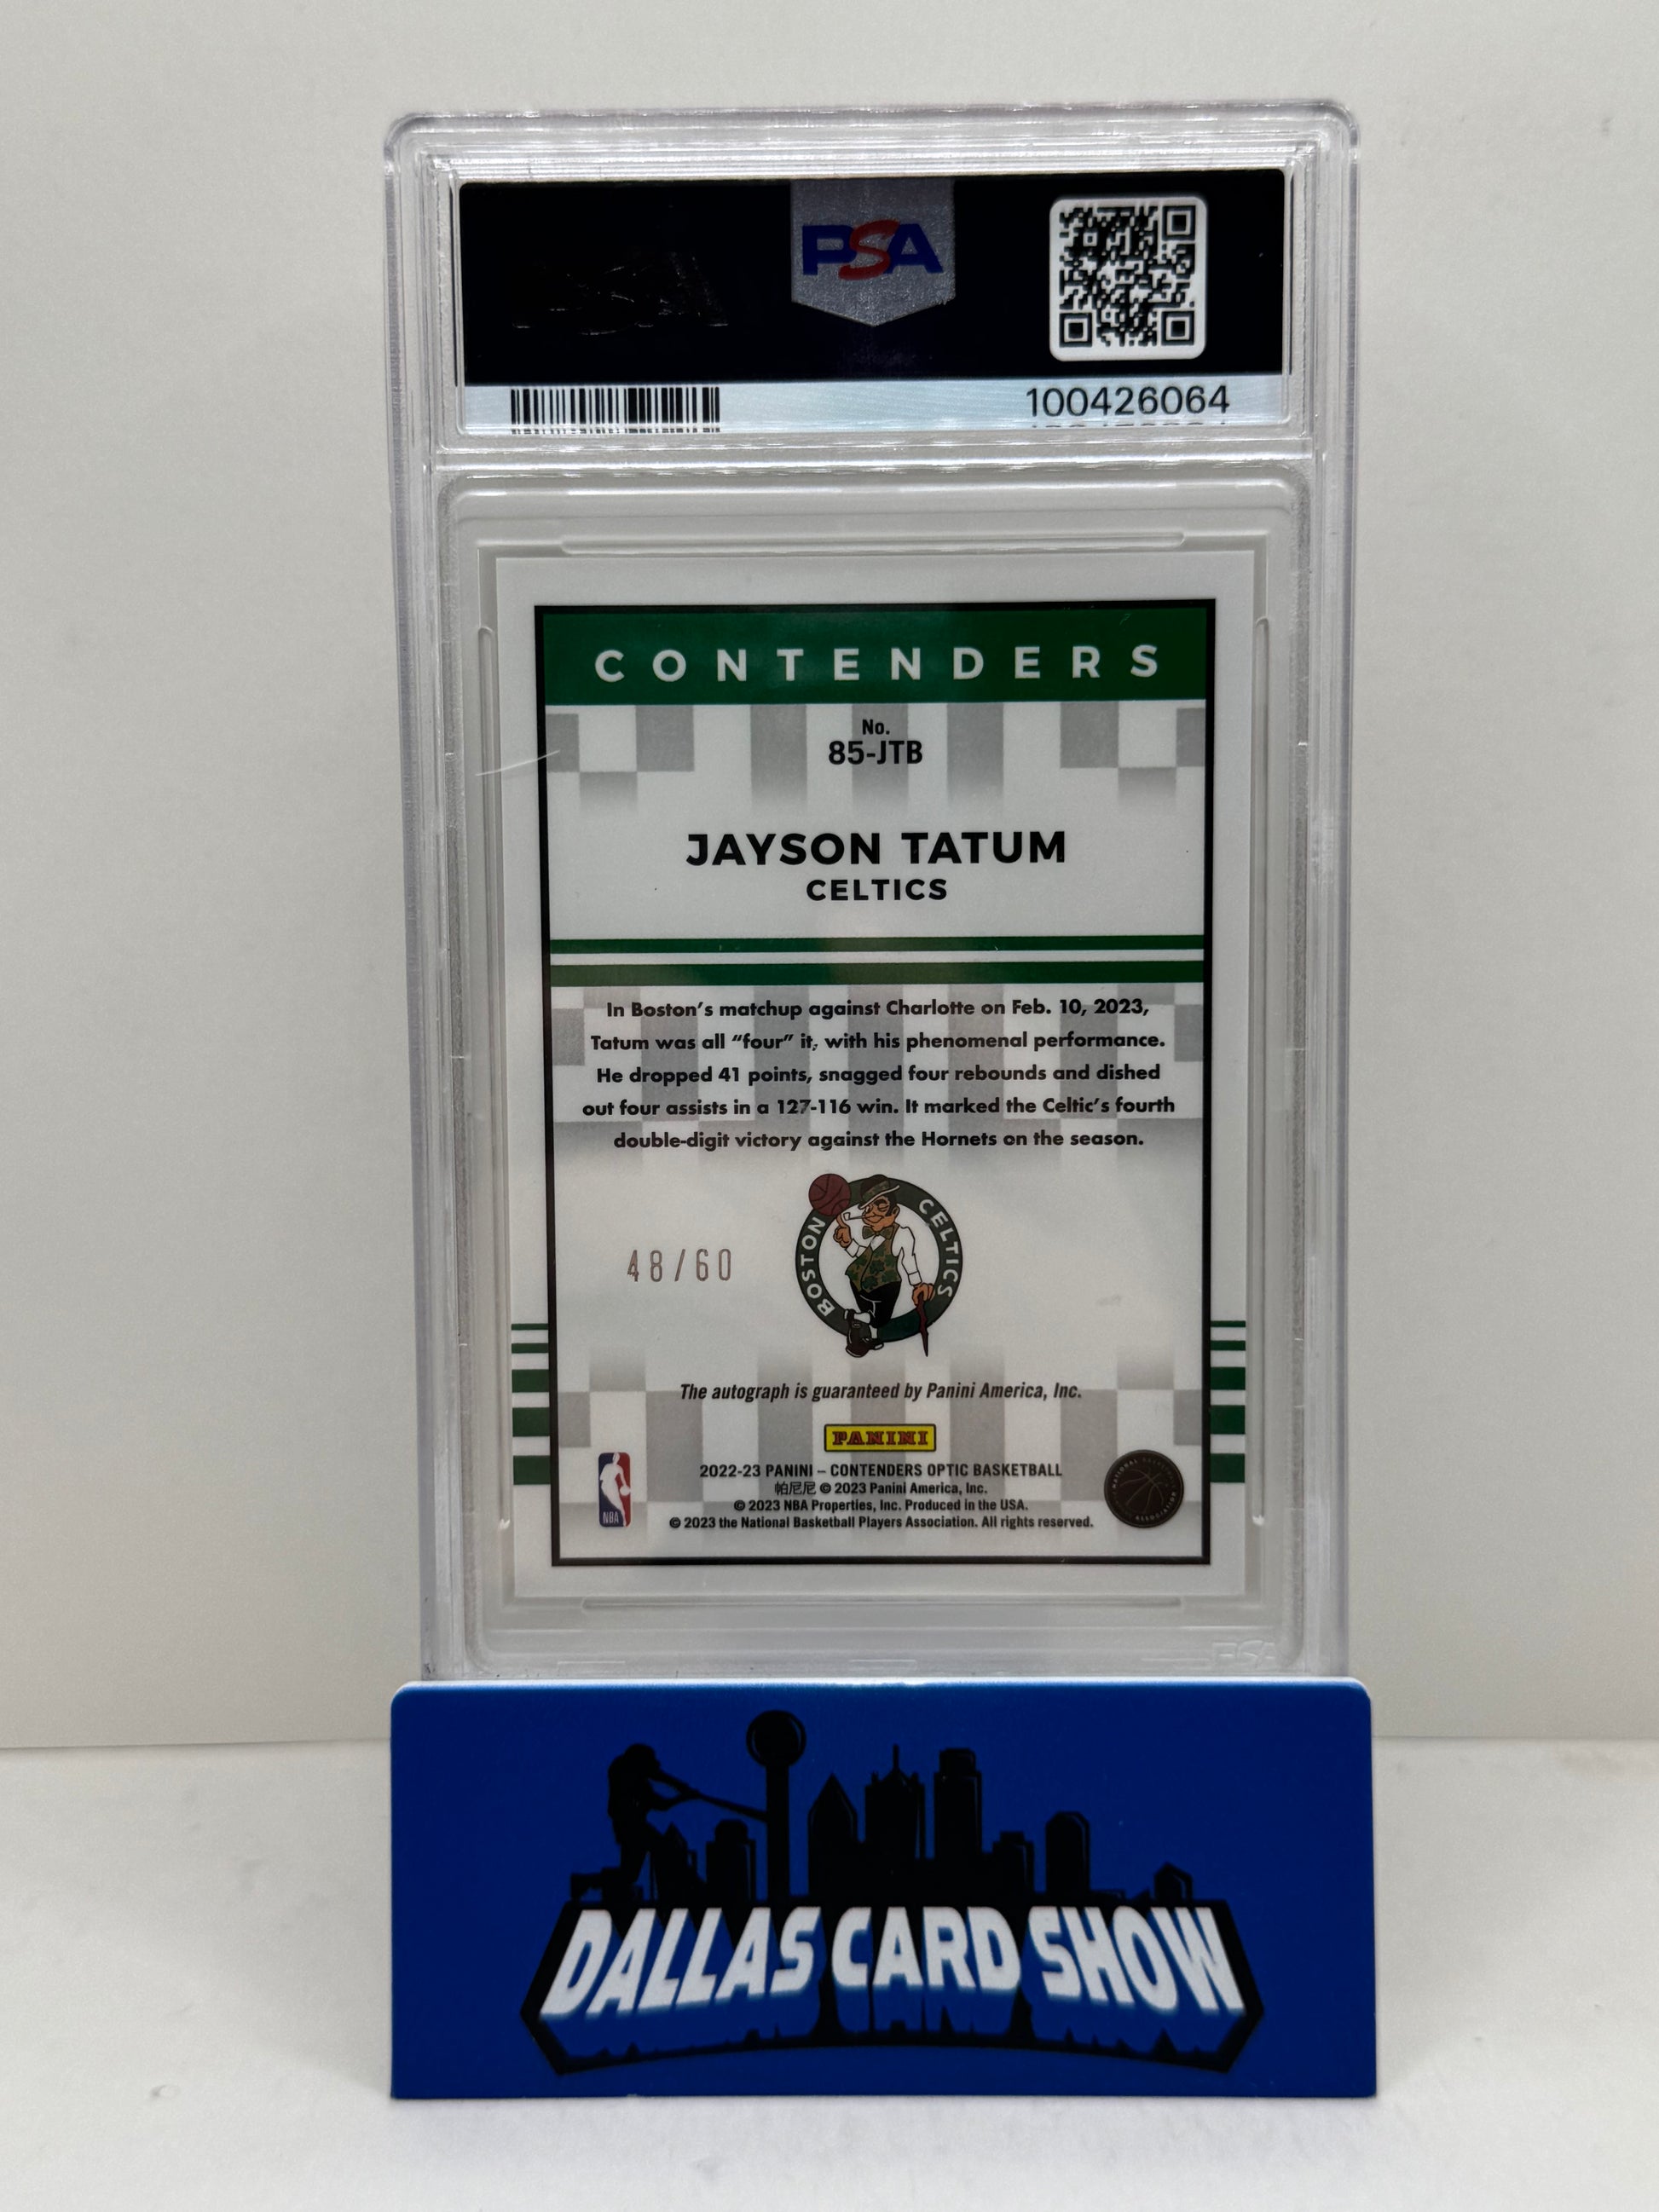 PSA
100426064
CONTENDERS
No.
85-JTB
JAYSON TATUM
CELTICS
In Boston's matchup against Charlotte on Feb. 10, 2023,
Tatum was all “four” it, with his phenomenal performance.
He dropped 41 points, snagged four rebounds and dished
out four assists in a 127-116 win. It marked the Celtic's fourth
double-digit victory against the Hornets on the season.
BOSTON CELTICS
48/60
The autograph is guaranteed by Panini America, Inc.
PANINI
2022-23 PANINI – CONTENDERS OPTIC BASKETBALL
帕尼尼 © 2023 Panini America, Inc.
© 2023 NBA Properties, Inc. Produced in the USA.
© 2023 the National Basketball Players Association. All rights reserved.
NBA
PSA
DALLAS CARD SHOW